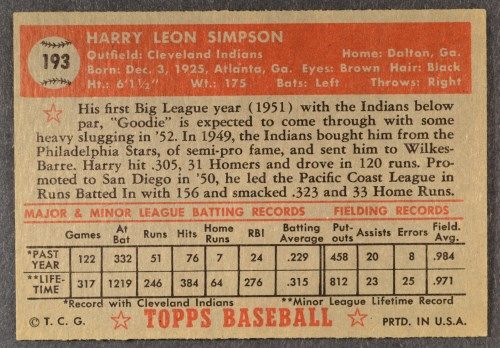 193
HARRY LEON SIMPSON
Outfield: Cleveland Indians Home: Dalton, Ga.
Born: Dec. 3, 1925, Atlanta, Ga. Eyes: Brown Hair: Black
Ht.: 6'1½" Wt.: 175 Bats: Left Throws: Right
His first Big League year (1951) with the Indians below
par, "Goodie" is expected to come through with some
heavy slugging in '52. In 1949, the Indians bought him from the
Philadelphia Stars, of semi-pro fame, and sent him to Wilkes-
Barre. Harry hit .305, 31 Homers and drove in 120 runs. Pro-
moted to San Diego in '50, he led the Pacific Coast League in
Runs Batted In with 156 and smacked .323 and 33 Home Runs.
MAJOR & MINOR LEAGUE BATTING RECORDS FIELDING RECORDS
Games At Bat Runs Hits Home Runs RBI Batting Average Put-outs Assists Errors Field. Avg.
*PAST YEAR 122 332 51 76 7 24 .229 458 20 8 .984
**LIFE-TIME 317 1219 246 384 64 276 .315 812 23 25 .971
*Record with Cleveland Indians **Minor League Lifetime Record
© T. C. G. TOPPS BASEBALL PRTD. IN U.S.A.